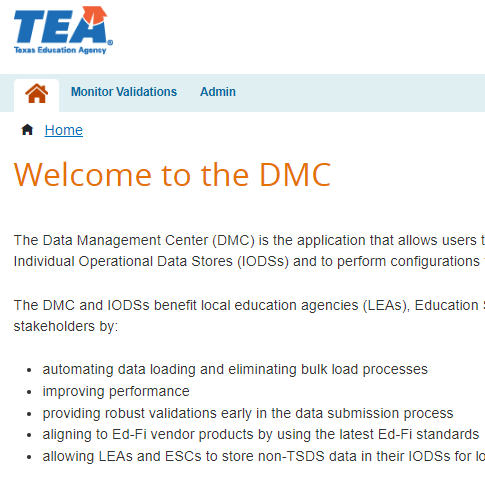 TEA®
Texas Education Agency
Monitor Validations Admin
Home
Welcome to the DMC
The Data Management Center (DMC) is the application that allows users t
Individual Operational Data Stores (IODSs) and to perform configurations
The DMC and IODSs benefit local education agencies (LEAs), Education
stakeholders by:
• automating data loading and eliminating bulk load processes
• improving performance
• providing robust validations early in the data submission process
• aligning to Ed-Fi vendor products by using the latest Ed-Fi standards
• allowing LEAs and ESCs to store non-TSDS data in their IODSs for lo